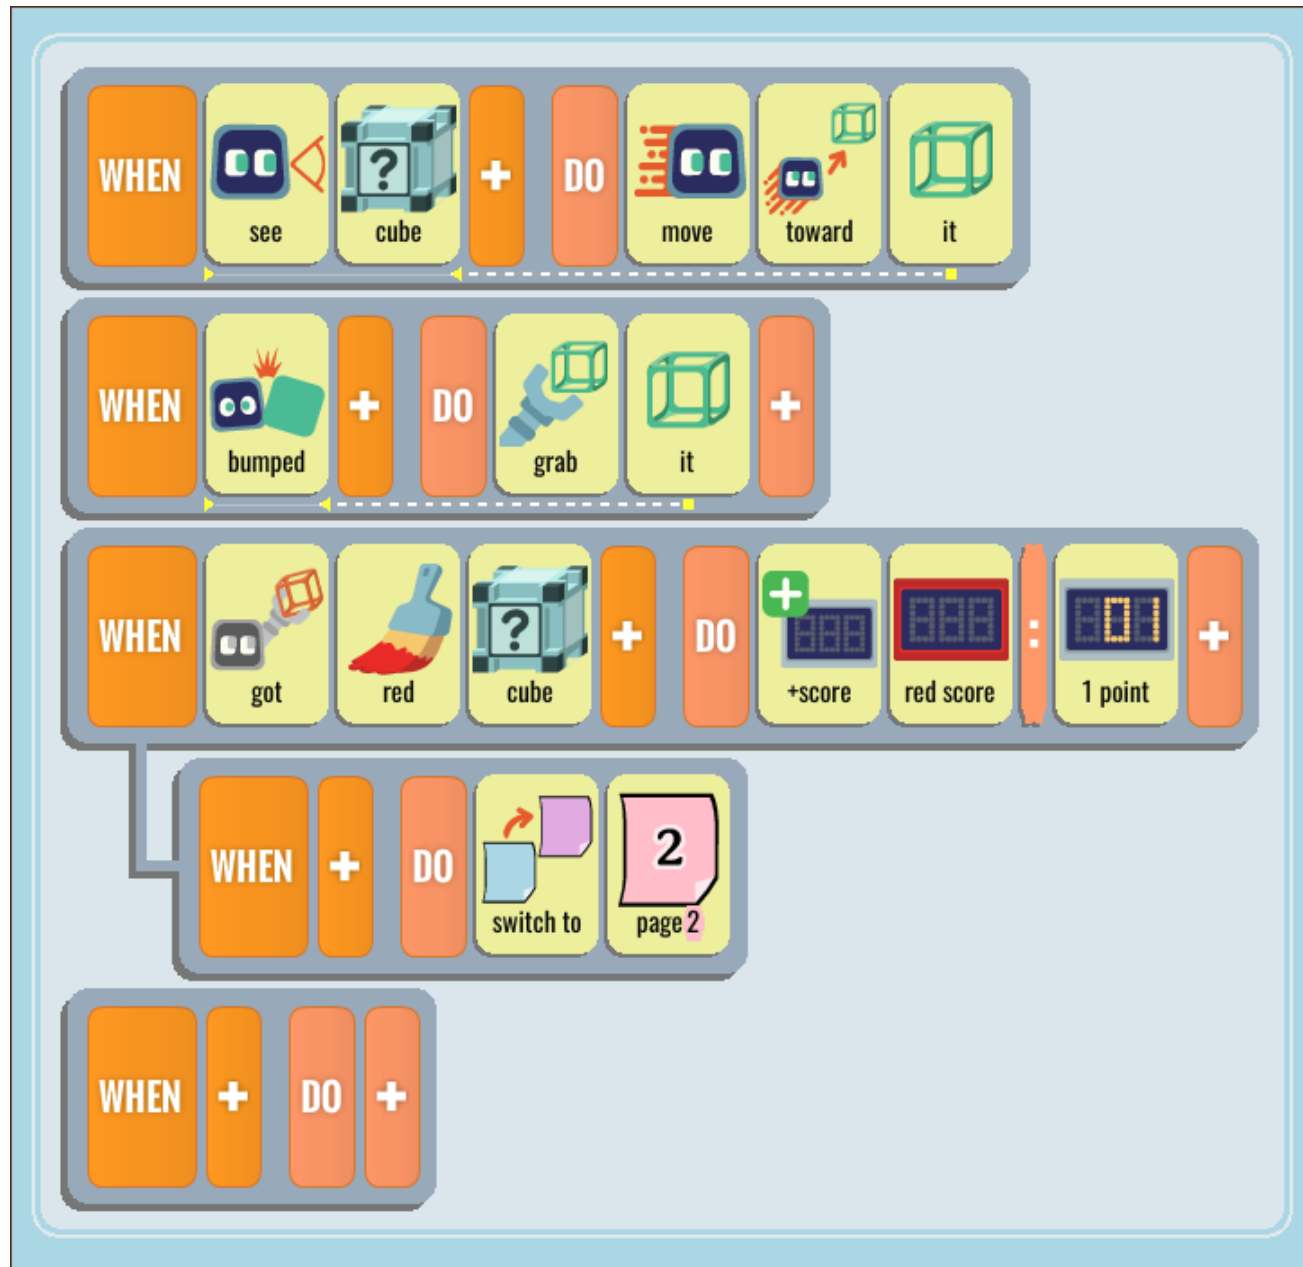 WHEN see ? cube + DO move toward it
WHEN bumped + DO grab it +
WHEN got red ? cube + DO + +score red score : 01 1 point +
WHEN + DO switch to 2 page 2
WHEN + DO +